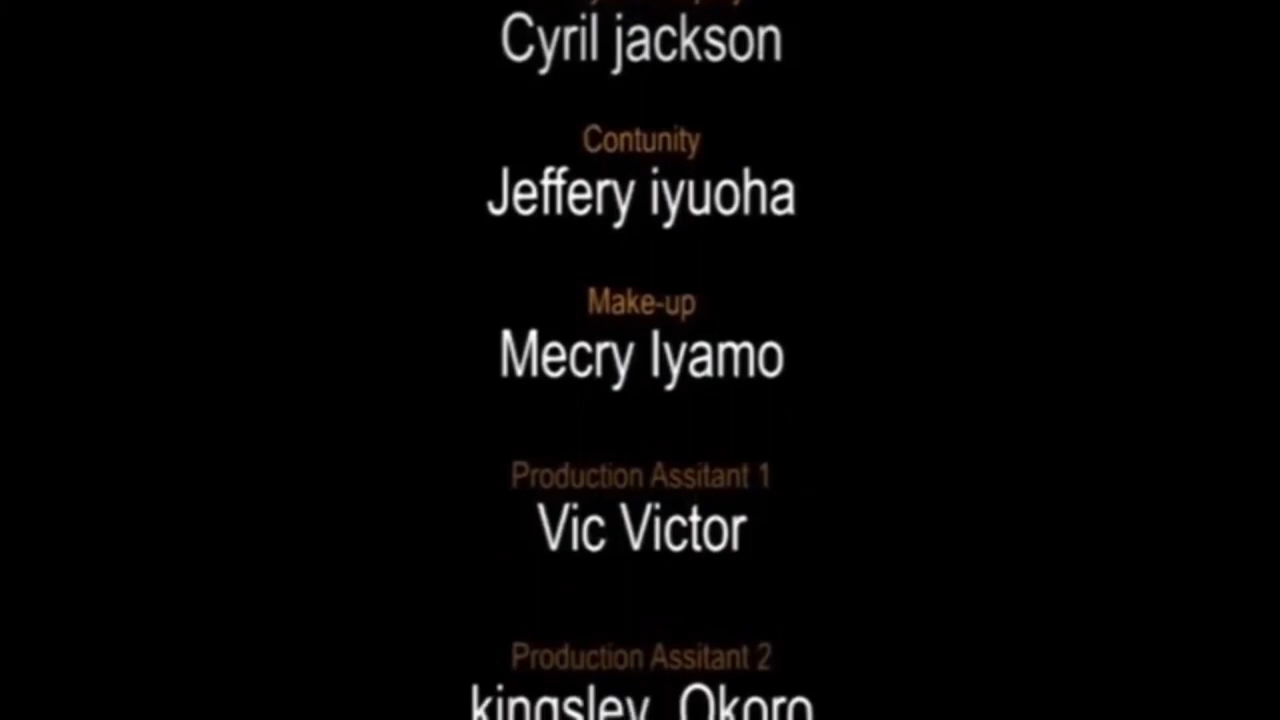 Cyril jackson
Contunity
Jeffery iyuoha
Make-up
Mecry Iyamo
Production Assitant 1
Vic Victor
Production Assitant 2
kingsley Okoro